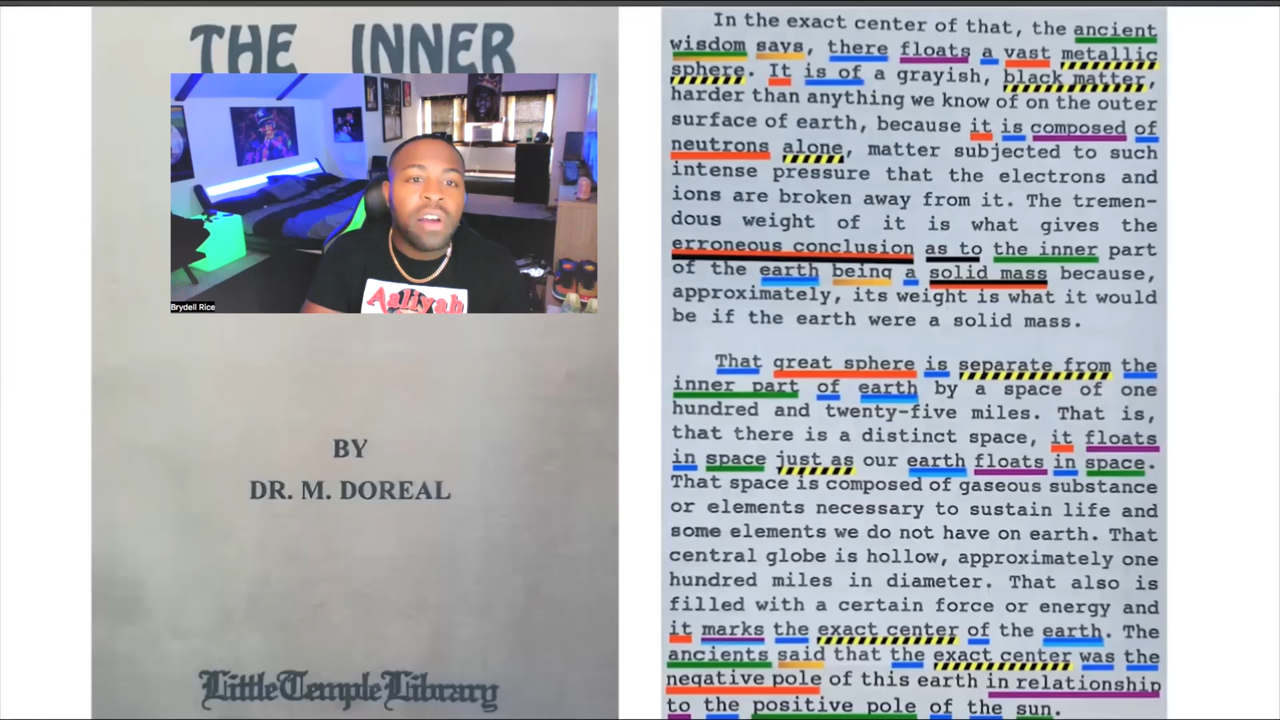 THE INNER
Aaliyah
Brydell Rice
BY
DR. M. DOREAL
Little Temple Library
In the exact center of that, the ancient
wisdom says, there floats a vast metallic
sphere. It is of a grayish, black matter,
harder than anything we know of on the outer
surface of earth, because it is composed of
neutrons alone, matter subjected to such
intense pressure that the electrons and
ions are broken away from it. The tremen-
dous weight of it is what gives the
erroneous conclusion as to the inner part
of the earth being a solid mass because,
approximately, its weight is what it would
be if the earth were a solid mass.
That great sphere is separate from the
inner part of earth by a space of one
hundred and twenty-five miles. That is,
that there is a distinct space, it floats
in space just as our earth floats in space.
That space is composed of gaseous substance
or elements necessary to sustain life and
some elements we do not have on earth. That
central globe is hollow, approximately one
hundred miles in diameter. That also is
filled with a certain force or energy and
it marks the exact center of the earth. The
ancients said that the exact center was the
negative pole of this earth in relationship
to the positive pole of the sun.